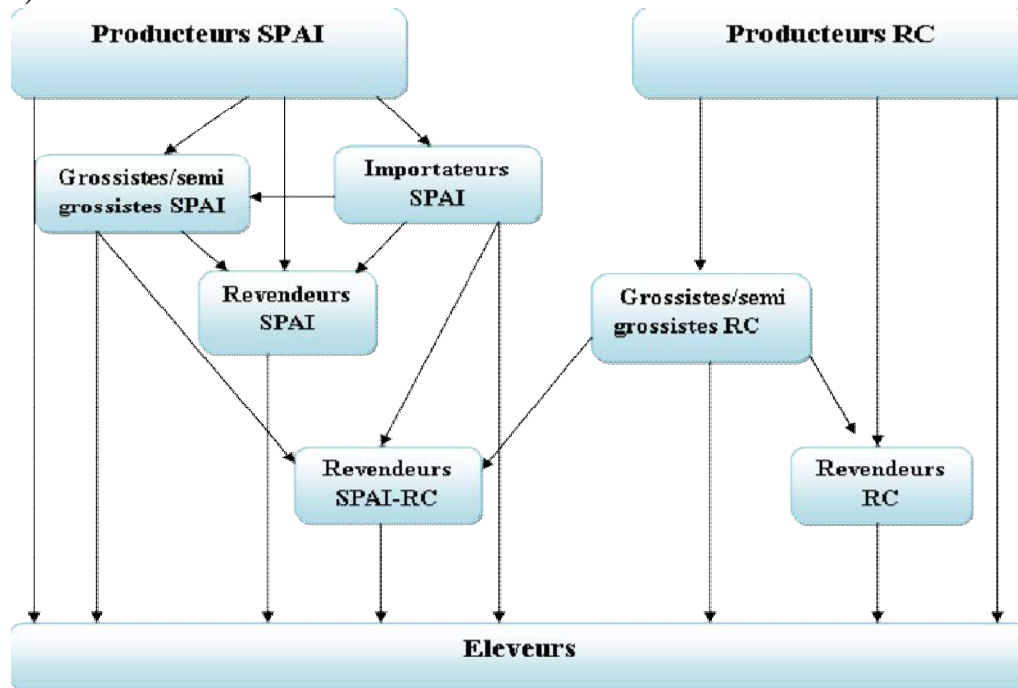 )
Producteurs SPAI
Producteurs RC
Grossistes/semi
grossistes SPAI
Importateurs
SPAI
Revendeurs
SPAI
Grossistes/semi
grossistes RC
Revendeurs
SPAI-RC
Revendeurs
RC
Eleveurs